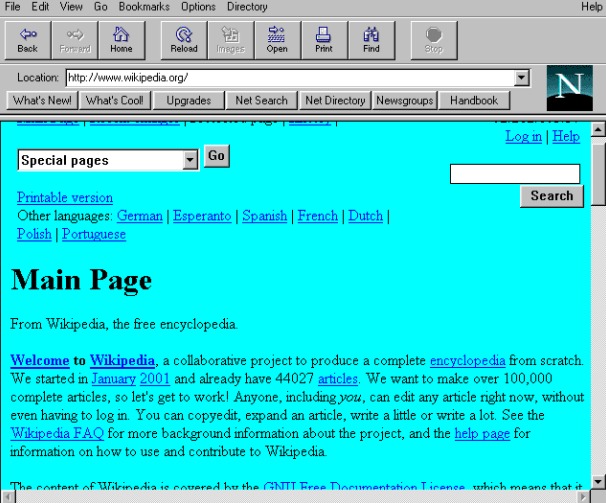 File Edit View Go Bookmarks Options Directory Help
Back Forward Home Reload Images Open Print Find Stop
Location: http://www.wikipedia.org/
N
What's New! What's Cool! Upgrades Net Search Net Directory Newsgroups Handbook
Log in | Help
Special pages Go
Search
Printable version
Other languages: German | Esperanto | Spanish | French | Dutch |
Polish | Portuguese
Main Page
From Wikipedia, the free encyclopedia.
Welcome to Wikipedia, a collaborative project to produce a complete encyclopedia from scratch.
We started in January 2001 and already have 44027 articles. We want to make over 100,000
complete articles, so let's get to work! Anyone, including you, can edit any article right now, without
even having to log in. You can copyedit, expand an article, write a little or write a lot. See the
Wikipedia FAQ for more background information about the project, and the help page for
information on how to use and contribute to Wikipedia.
The content of Wikipedia is covered by the GNU Free Documentation License, which means that it